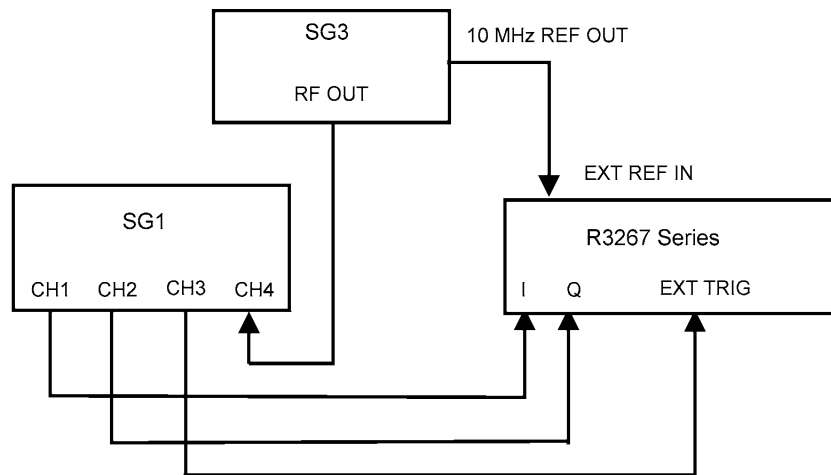 SG3
10 MHz REF OUT
RF OUT
EXT REF IN
SG1
R3267 Series
CH1 CH2 CH3 CH4
I Q EXT TRIG